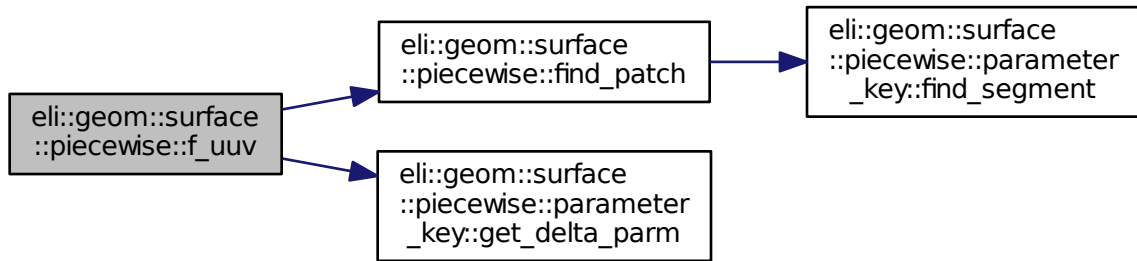 eli::geom::surface
::piecewise::f_uuv
eli::geom::surface
::piecewise::find_patch
eli::geom::surface
::piecewise::parameter
_key::find_segment
eli::geom::surface
::piecewise::parameter
_key::get_delta_parm